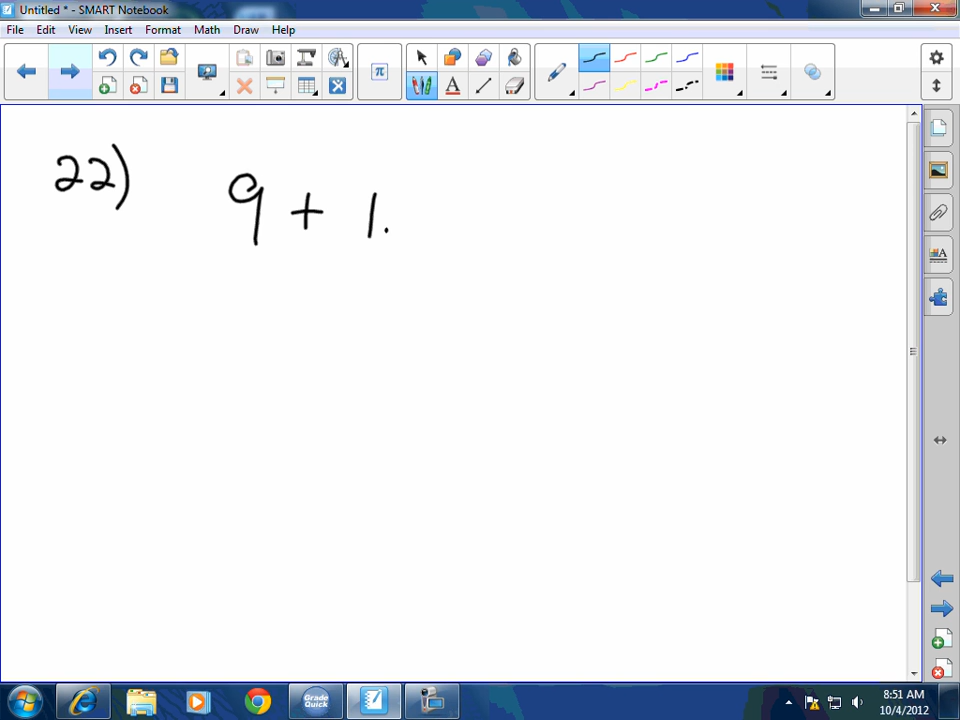 Untitled * - SMART Notebook
File Edit View Insert Format Math Draw Help
22) 9 + 1.
Grade Quick
8:51 AM
10/4/2012